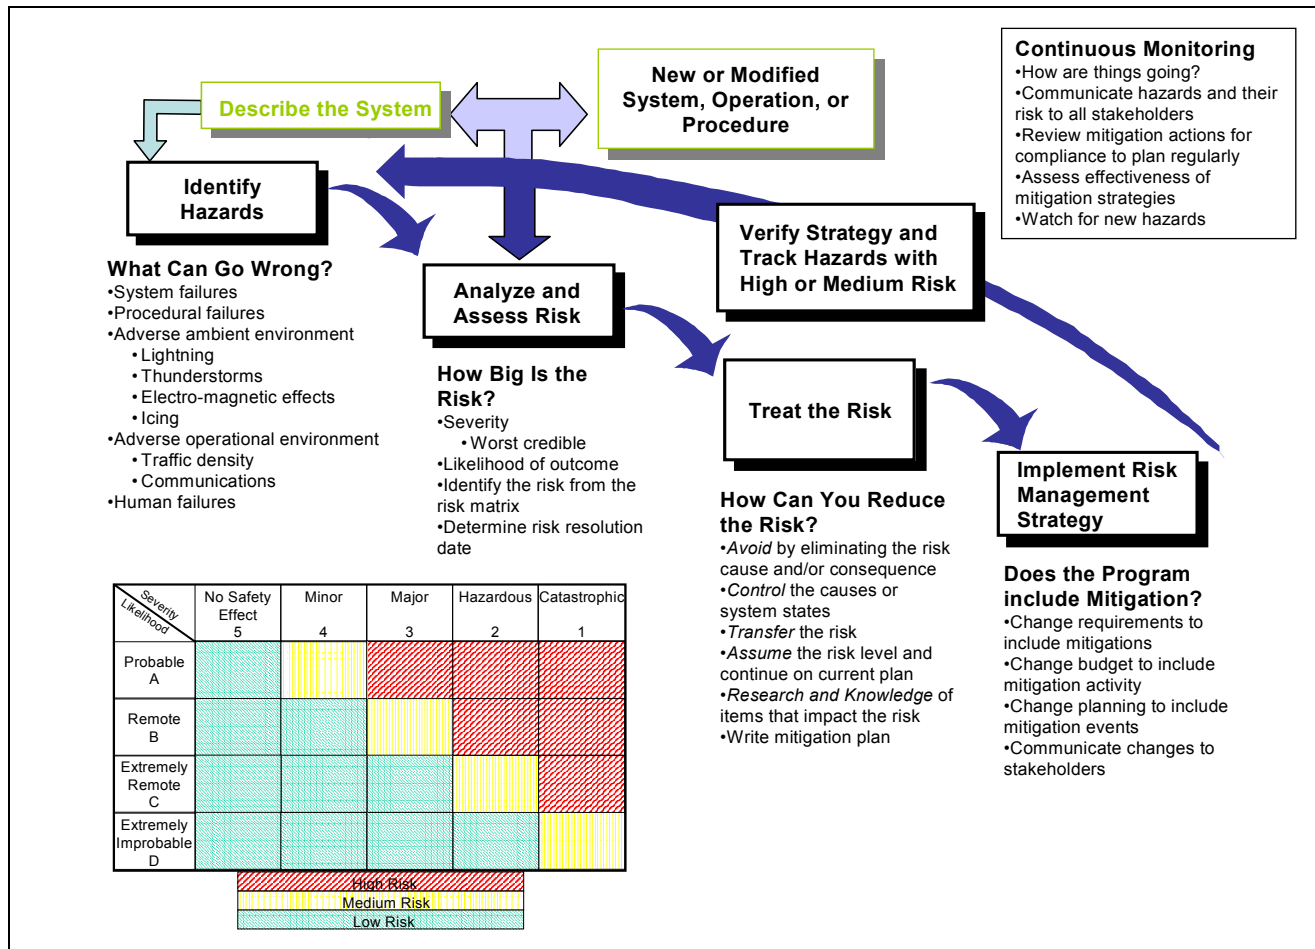 Describe the System
New or Modified
System, Operation, or
Procedure
Continuous Monitoring
•How are things going?
•Communicate hazards and their
risk to all stakeholders
•Review mitigation actions for
compliance to plan regularly
•Assess effectiveness of
mitigation strategies
•Watch for new hazards
Identify
Hazards
What Can Go Wrong?
•System failures
•Procedural failures
•Adverse ambient environment
•Lightning
•Thunderstorms
•Electro-magnetic effects
•Icing
•Adverse operational environment
•Traffic density
•Communications
•Human failures
Analyze and
Assess Risk
How Big Is the
Risk?
•Severity
•Worst credible
•Likelihood of outcome
•Identify the risk from the
risk matrix
•Determine risk resolution
date
Verify Strategy and
Track Hazards with
High or Medium Risk
Treat the Risk
How Can You Reduce
the Risk?
•Avoid by eliminating the risk
cause and/or consequence
•Control the causes or
system states
•Transfer the risk
•Assume the risk level and
continue on current plan
•Research and Knowledge of
items that impact the risk
•Write mitigation plan
Implement Risk
Management
Strategy
Does the Program
include Mitigation?
•Change requirements to
include mitigations
•Change budget to include
mitigation activity
•Change planning to include
mitigation events
•Communicate changes to
stakeholders
Severity
Likelihood
No Safety
Effect
5
Minor
4
Major
3
Hazardous
2
Catastrophic
1
Probable
A
Remote
B
Extremely
Remote
C
Extremely
Improbable
D
High Risk
Medium Risk
Low Risk